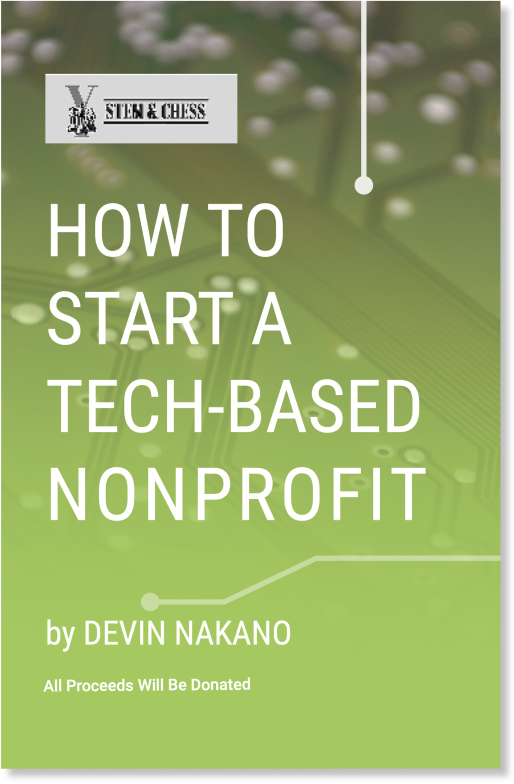 Y STEM & CHESS
HOW TO
START A
TECH-BASED
NONPROFIT
by DEVIN NAKANO
All Proceeds Will Be Donated